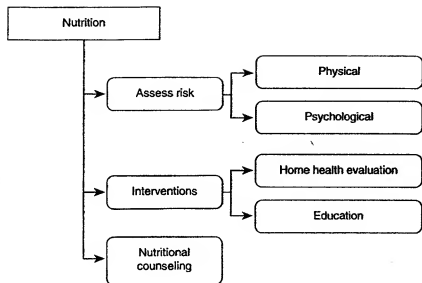 Nutrition
Assess risk
Physical
Psychological
Interventions
Home health evaluation
Education
Nutritional
counseling